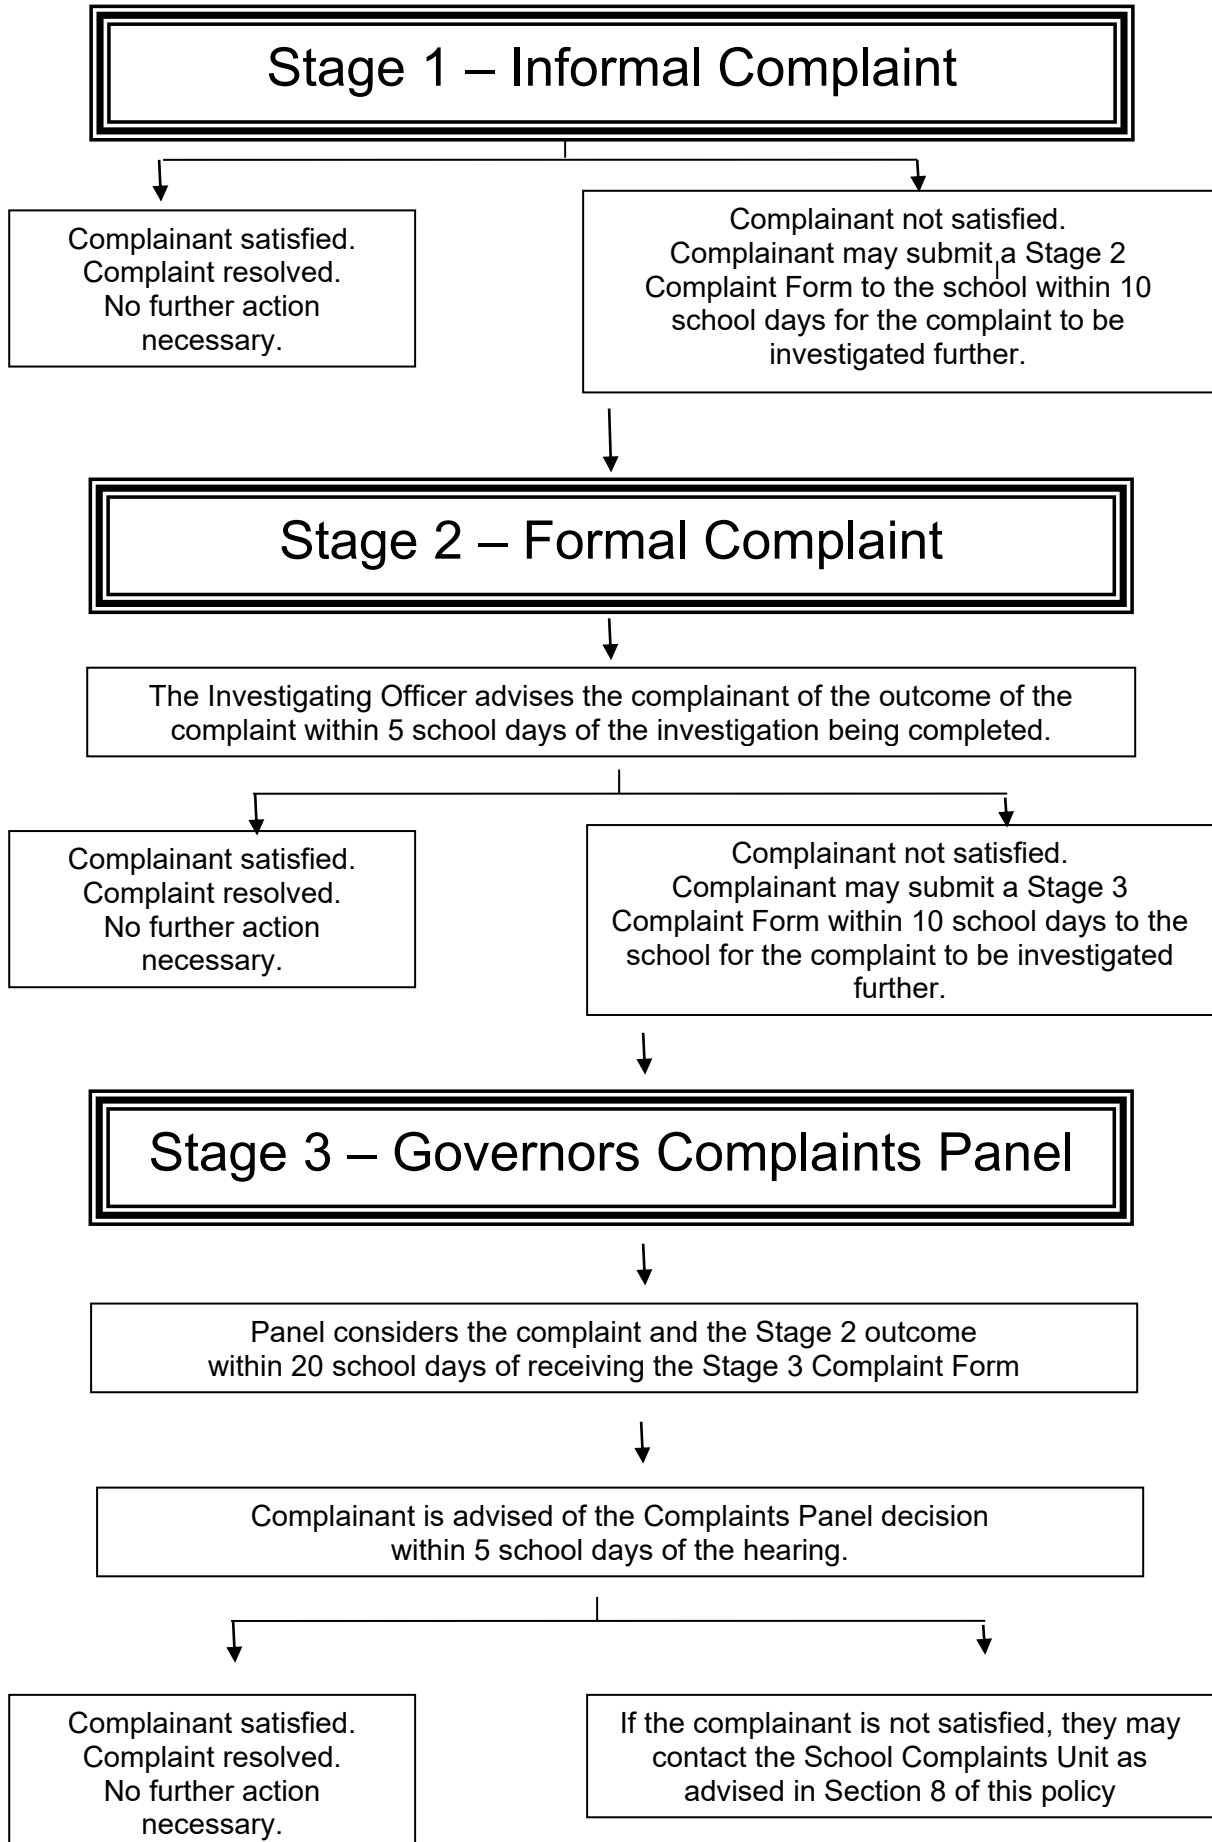 Stage 1 – Informal Complaint
Complainant satisfied.
Complaint resolved.
No further action
necessary.
Complainant not satisfied.
Complainant may submit a Stage 2
Complaint Form to the school within 10
school days for the complaint to be
investigated further.
Stage 2 – Formal Complaint
The Investigating Officer advises the complainant of the outcome of the
complaint within 5 school days of the investigation being completed.
Complainant satisfied.
Complaint resolved.
No further action
necessary.
Complainant not satisfied.
Complainant may submit a Stage 3
Complaint Form within 10 school days to the
school for the complaint to be investigated
further.
Stage 3 – Governors Complaints Panel
Panel considers the complaint and the Stage 2 outcome
within 20 school days of receiving the Stage 3 Complaint Form
Complainant is advised of the Complaints Panel decision
within 5 school days of the hearing.
Complainant satisfied.
Complaint resolved.
No further action
necessary.
If the complainant is not satisfied, they may
contact the School Complaints Unit as
advised in Section 8 of this policy